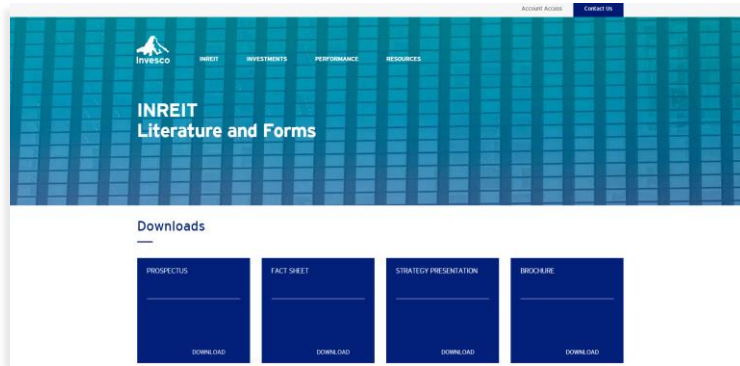 Account Access
Contact Us
Invesco
INREIT
INVESTMENTS
PERFORMANCE
RESOURCES
INREIT
Literature and Forms
Downloads
PROSPECTUS
FACT SHEET
STRATEGY PRESENTATION
BROCHURE
DOWNLOAD
DOWNLOAD
DOWNLOAD
DOWNLOAD